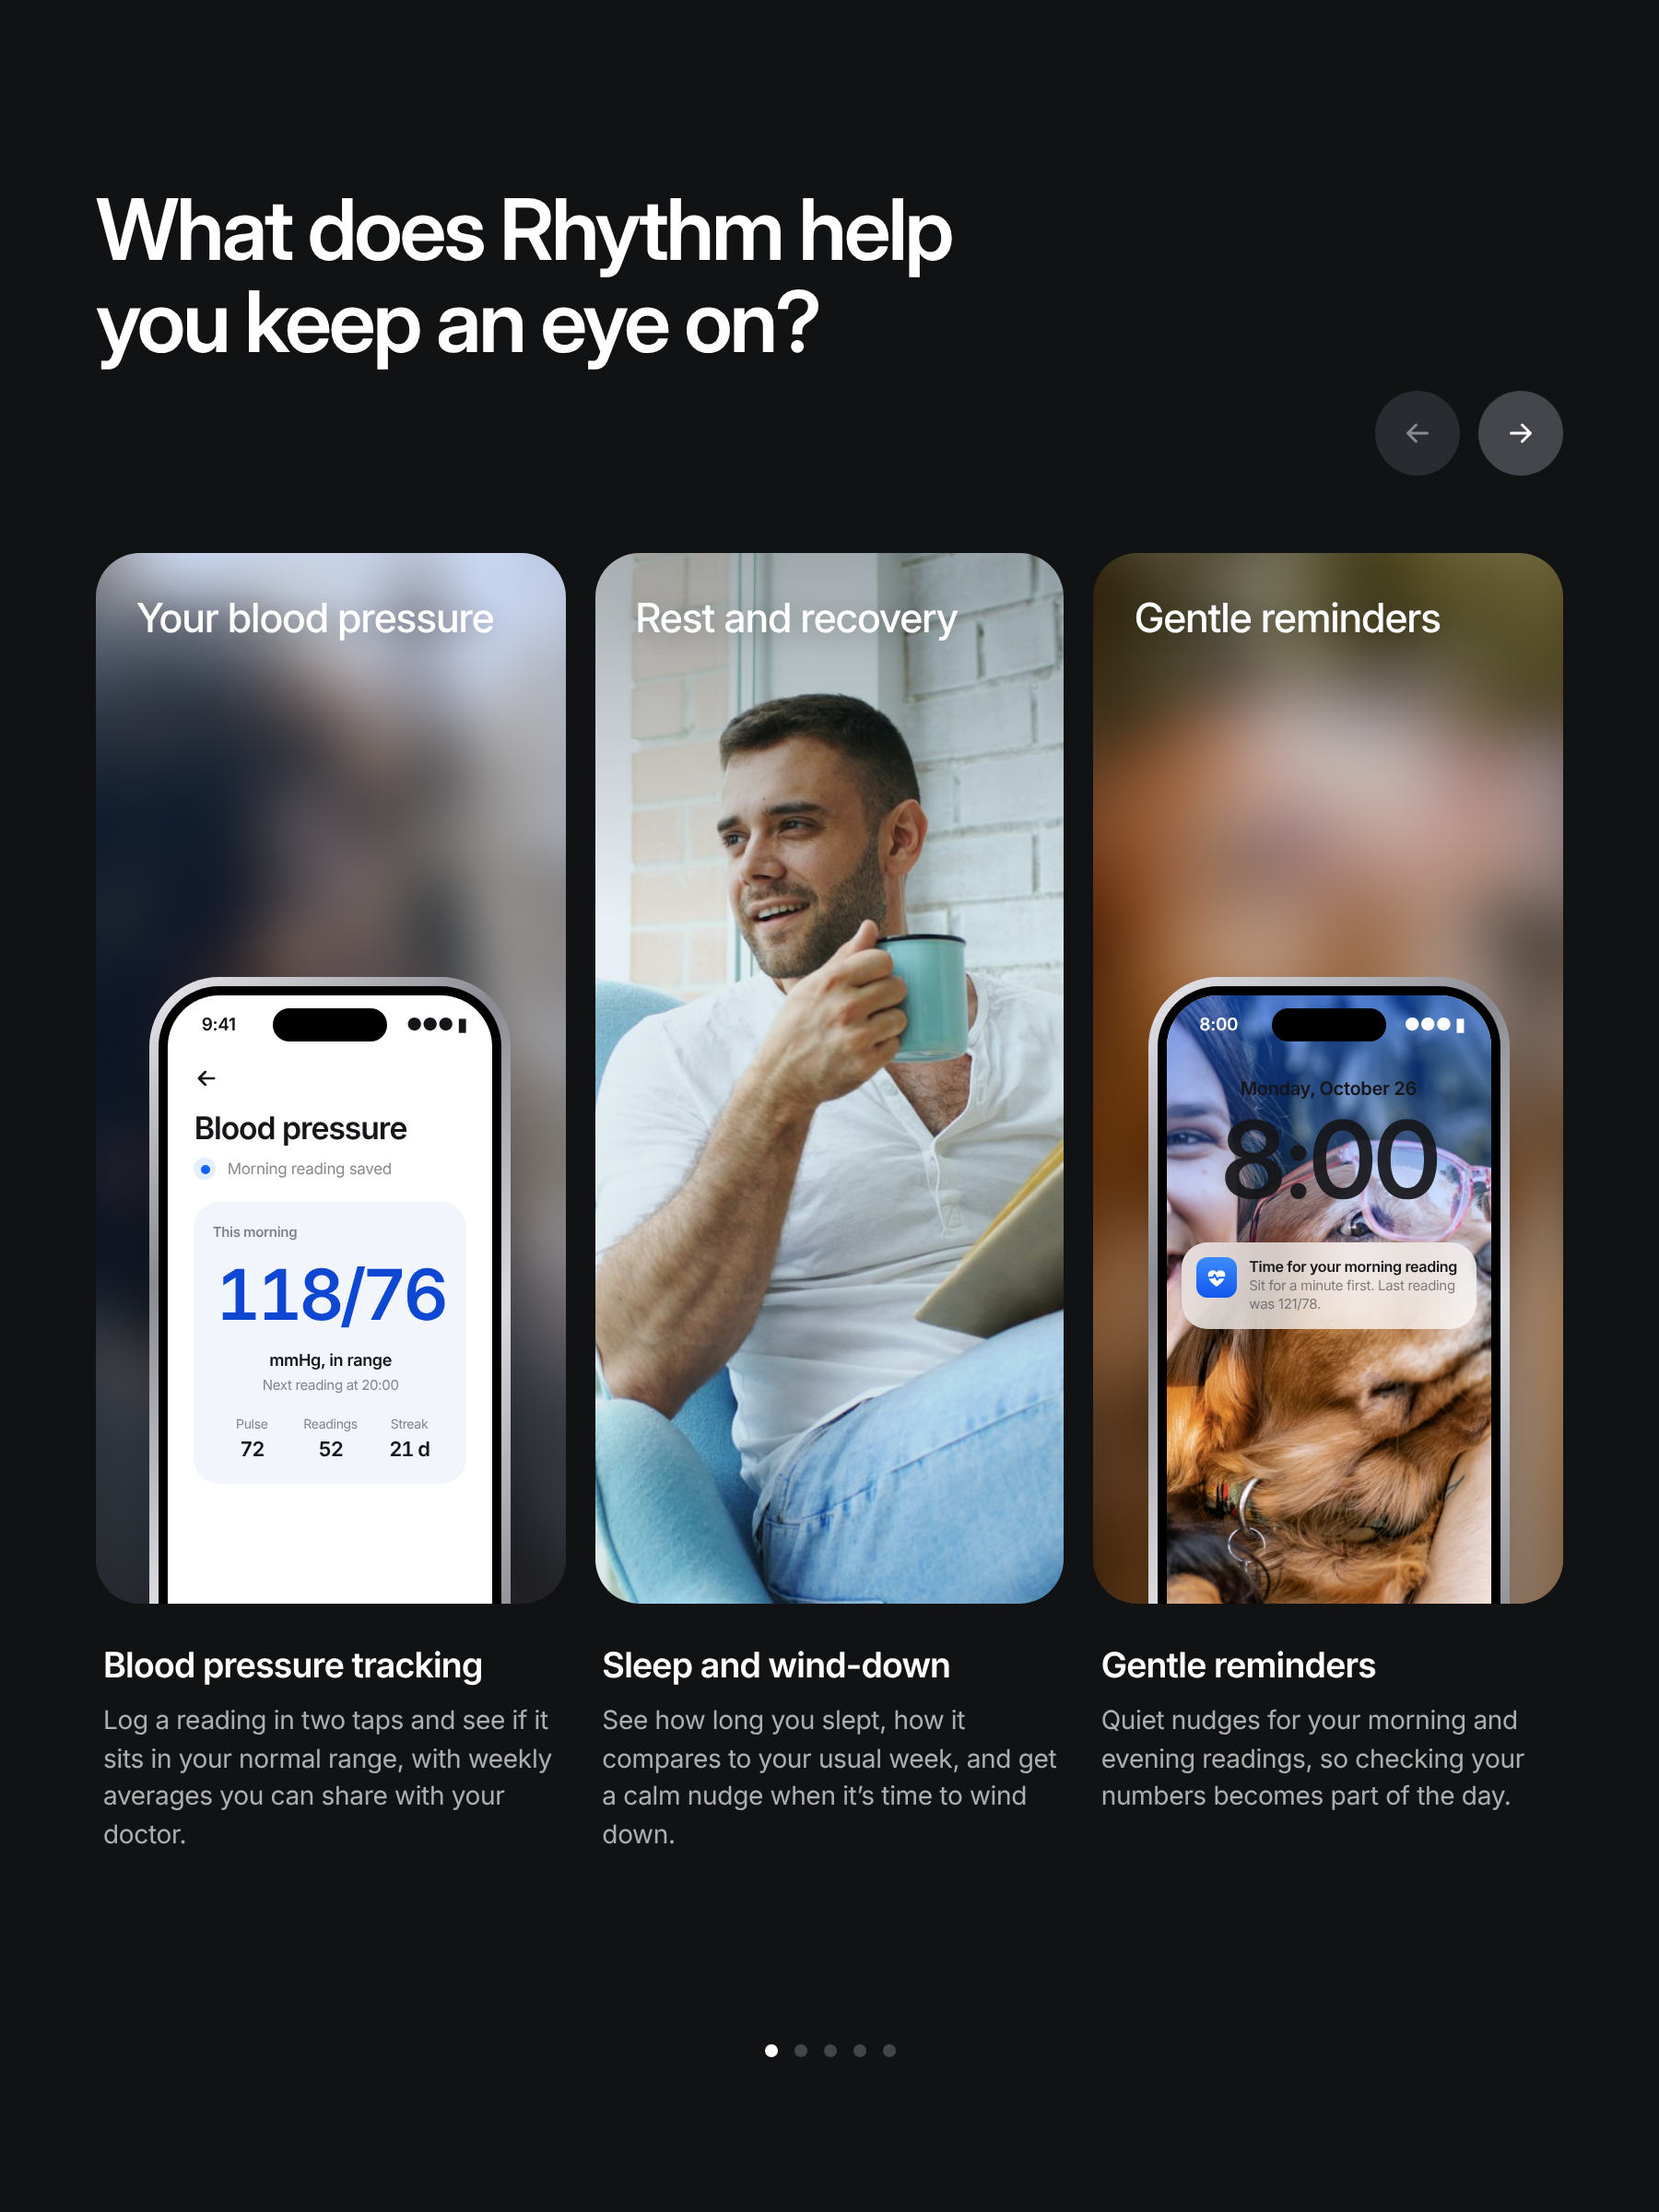 What does Rhythm help
you keep an eye on?
Your blood pressure
9:41
Blood pressure
Morning reading saved
This morning
118/76
mmHg, in range
Next reading at 20:00
Pulse Readings Streak
72 52 21 d
Rest and recovery
Gentle reminders
8:00
Monday, October 26
8:00
Time for your morning reading
Sit for a minute first. Last reading
was 121/78.
Blood pressure tracking
Log a reading in two taps and see if it
sits in your normal range, with weekly
averages you can share with your
doctor.
Sleep and wind-down
See how long you slept, how it
compares to your usual week, and get
a calm nudge when it’s time to wind
down.
Gentle reminders
Quiet nudges for your morning and
evening readings, so checking your
numbers becomes part of the day.